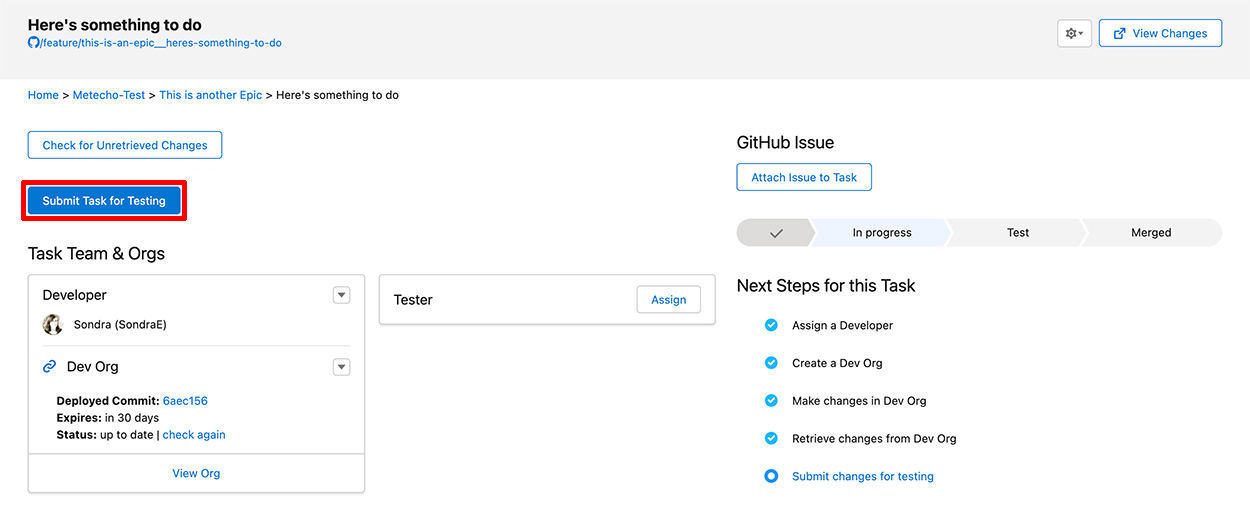 Here's something to do
/feature/this-is-an-epic__heres-something-to-do
View Changes
Home > Metecho-Test > This is another Epic > Here's something to do
Check for Unretrieved Changes
Submit Task for Testing
Task Team & Orgs
Developer
Sondra (SondraE)
Dev Org
Deployed Commit: 6aec156
Expires: in 30 days
Status: up to date | check again
View Org
Tester
Assign
GitHub Issue
Attach Issue to Task
In progress
Test
Merged
Next Steps for this Task
Assign a Developer
Create a Dev Org
Make changes in Dev Org
Retrieve changes from Dev Org
Submit changes for testing